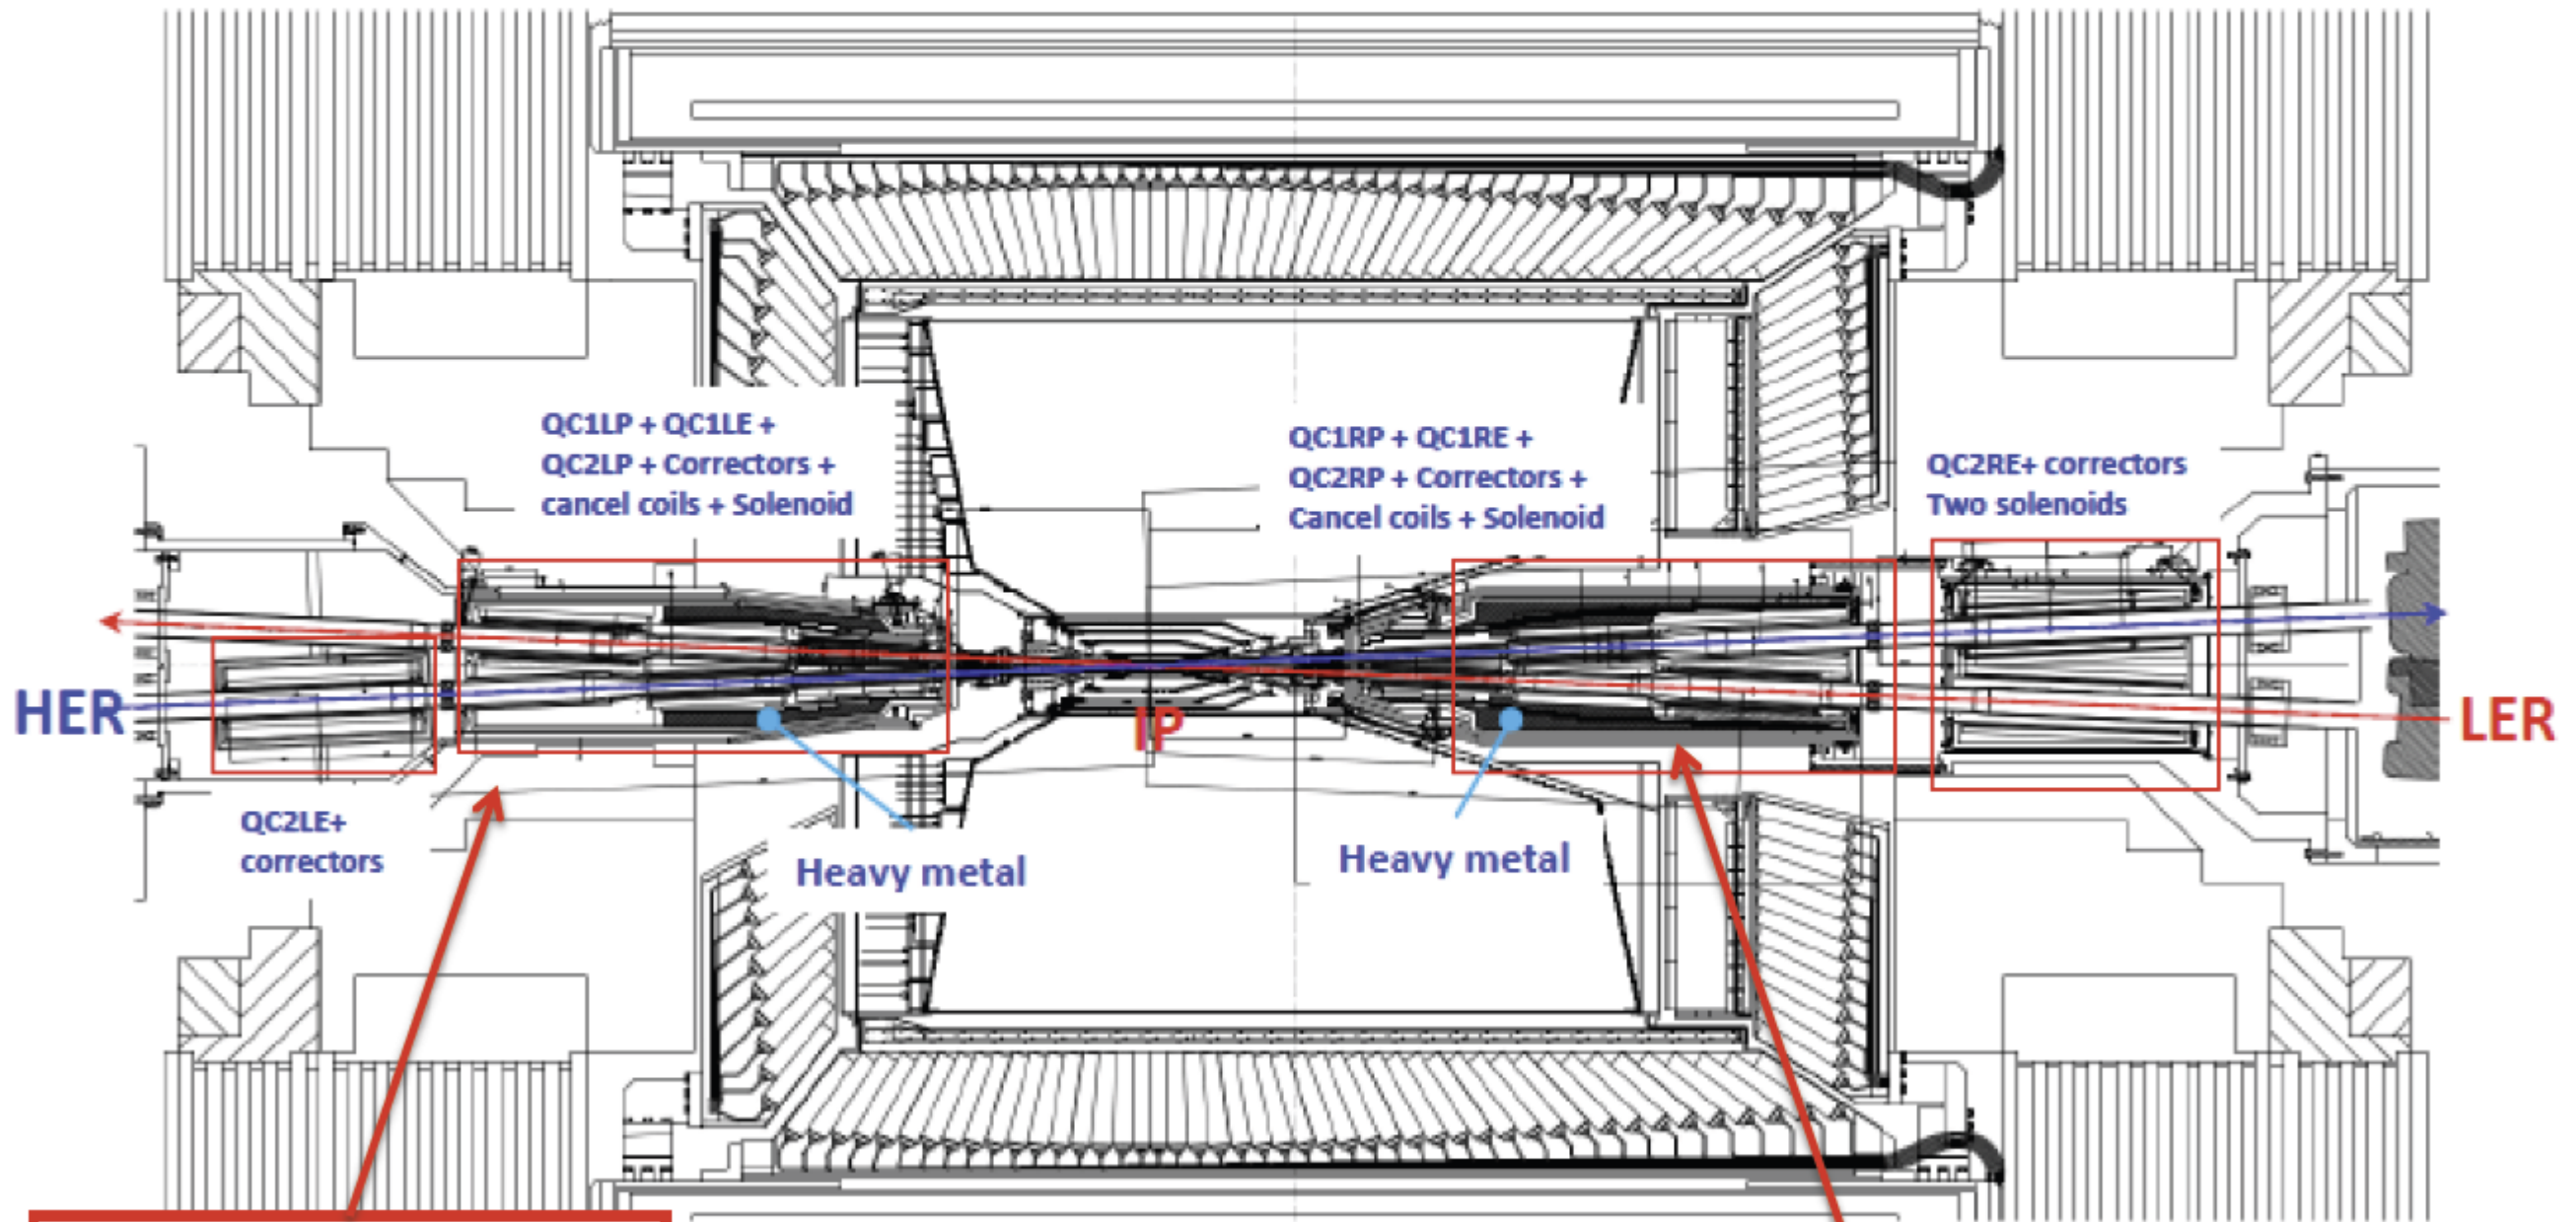 QC1LP + QC1LE +
QC2LP + Correctors +
cancel coils + Solenoid
QC1RP + QC1RE +
QC2RP + Correctors +
Cancel coils + Solenoid
QC2RE+ correctors
Two solenoids
HER
IP
LER
QC2LE+
correctors
Heavy metal
Heavy metal